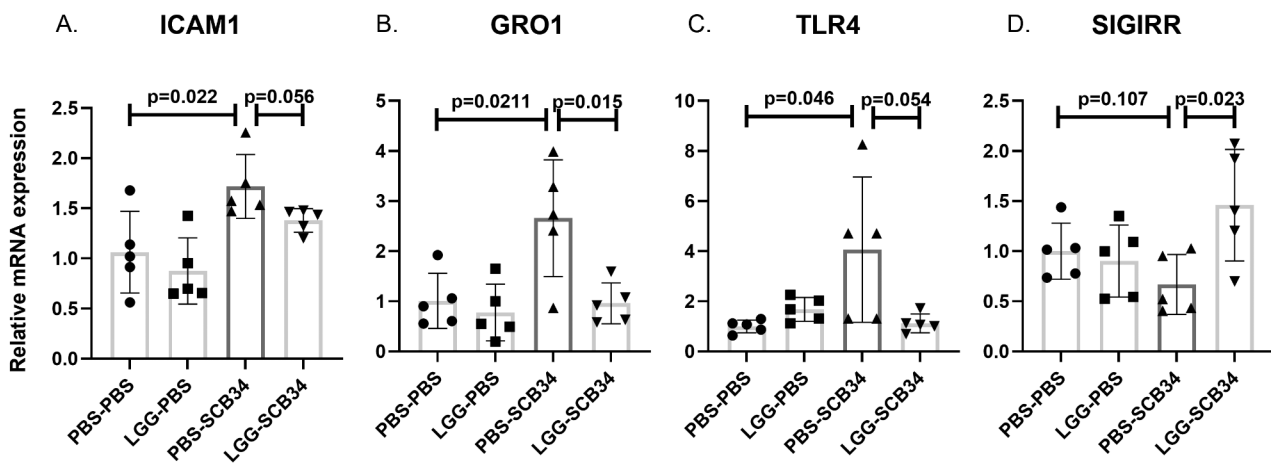 A. ICAM1
B. GRO1
C. TLR4
D. SIGIRR
Relative mRNA expression
p=0.022 p=0.056
2.5
2.0
1.5
1.0
0.5
0.0
PBS-PBS
LGG-PBS
PBS-SCB34
LGG-SCB34
p=0.0211 p=0.015
5
4
3
2
1
0
PBS-PBS
LGG-PBS
PBS-SCB34
LGG-SCB34
p=0.046 p=0.054
10
8
6
4
2
0
PBS-PBS
LGG-PBS
PBS-SCB34
LGG-SCB34
p=0.107 p=0.023
2.5
2.0
1.5
1.0
0.5
0.0
PBS-PBS
LGG-PBS
PBS-SCB34
LGG-SCB34